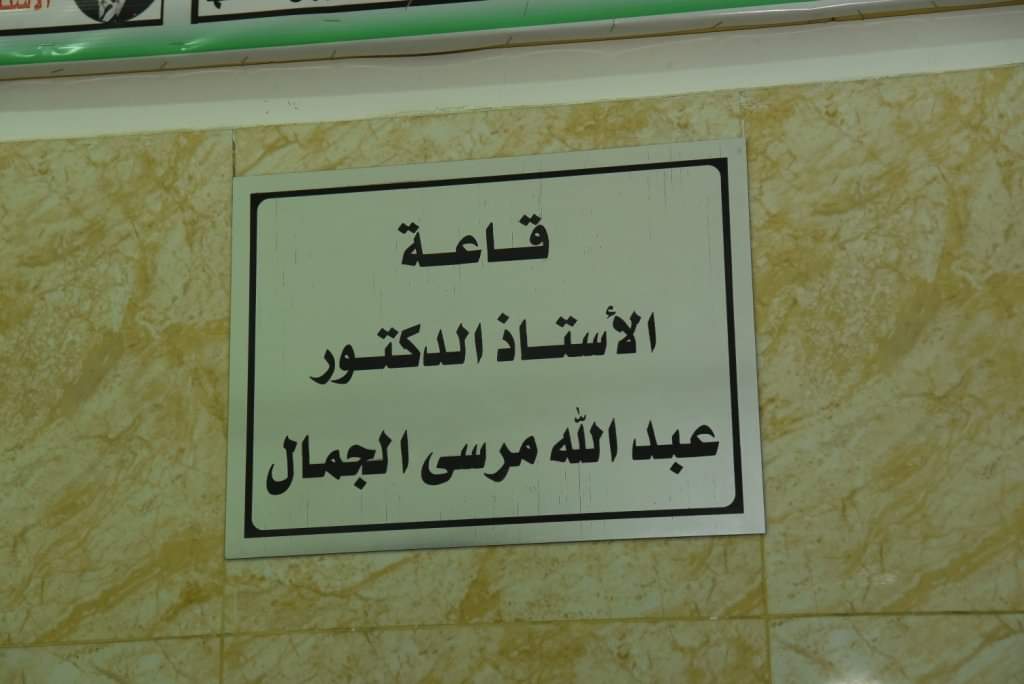 قاعة
الأستاذ الدكتور
عبد الله مرسى الجمال